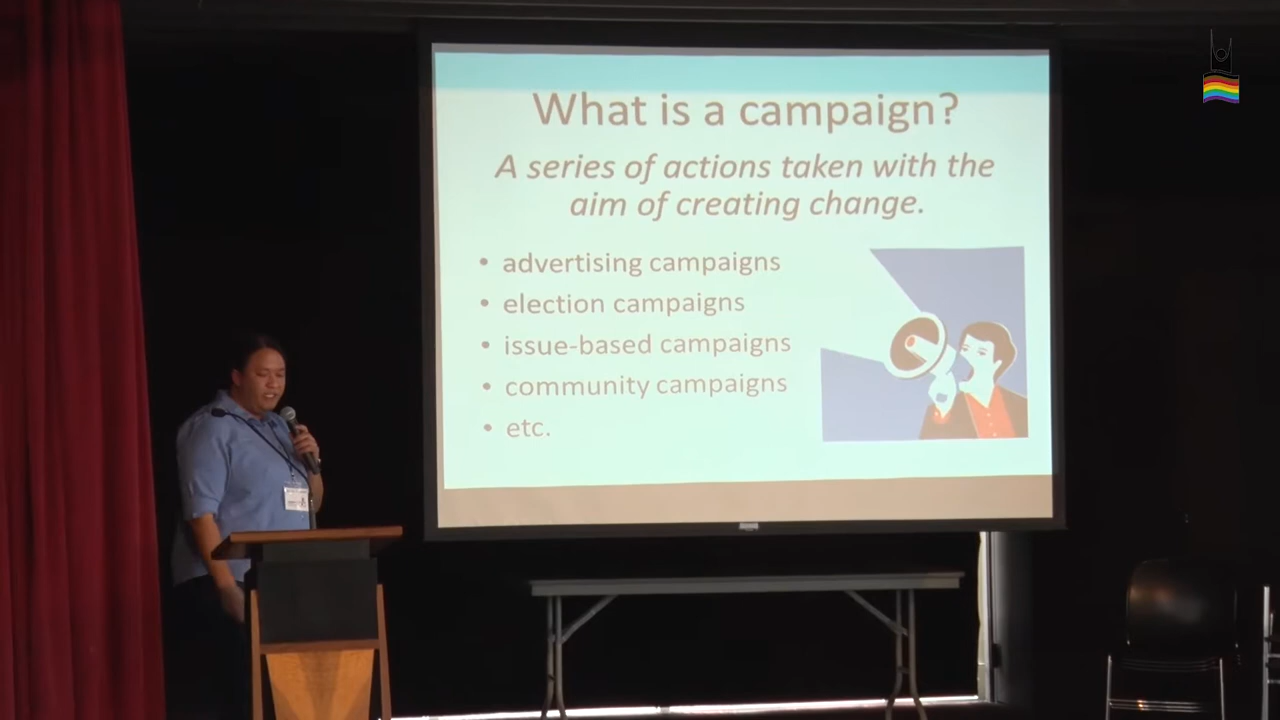 What is a campaign?
A series of actions taken with the
aim of creating change.
• advertising campaigns
• election campaigns
• issue-based campaigns
• community campaigns
• etc.